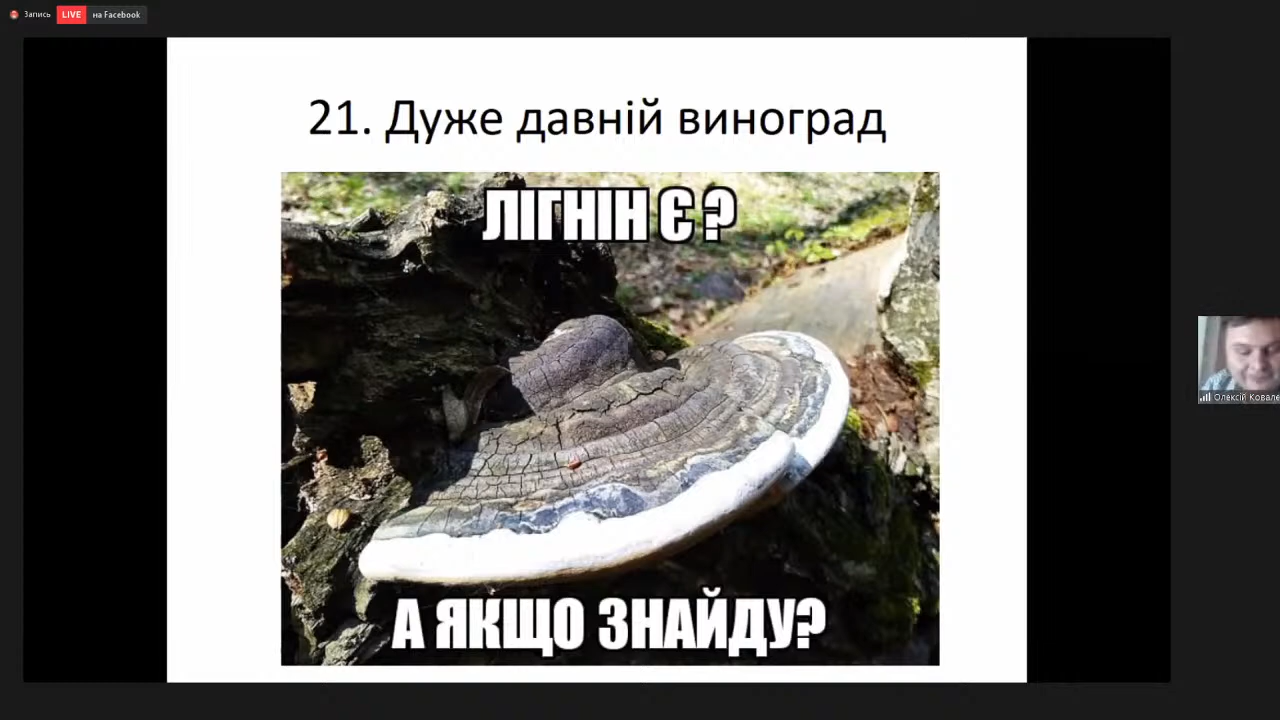 Запись
LIVE на Facebook
21. Дуже давній виноград
ЛІГНІН Є?
А ЯКЩО ЗНАЙДУ?
Олексій Ковале